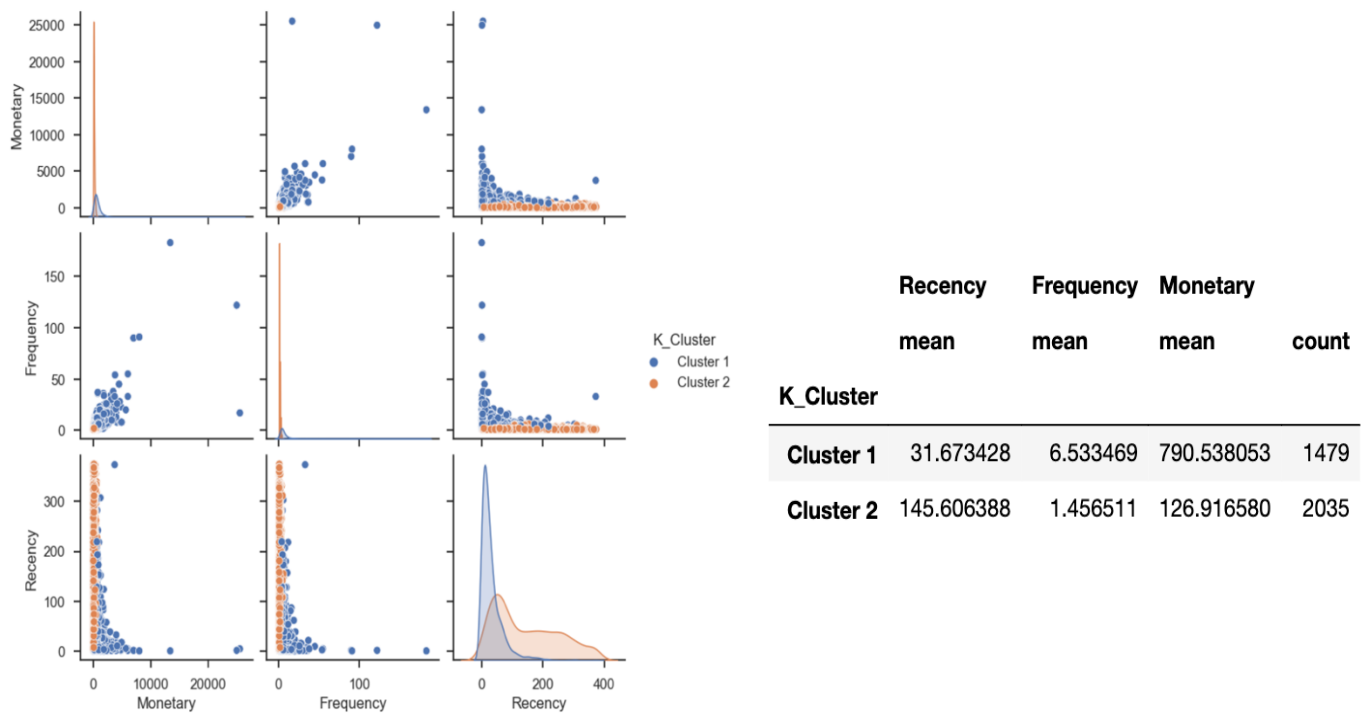 25000
20000
15000
10000
5000
0
Monetary
150
100
50
0
Frequency
K_Cluster
Cluster 1
Cluster 2
300
200
100
0
Recency
0 10000 20000
Monetary
0 100
Frequency
0 200 400
Recency
Recency Frequency Monetary
mean mean mean count
K_Cluster
Cluster 1 31.673428 6.533469 790.538053 1479
Cluster 2 145.606388 1.456511 126.916580 2035